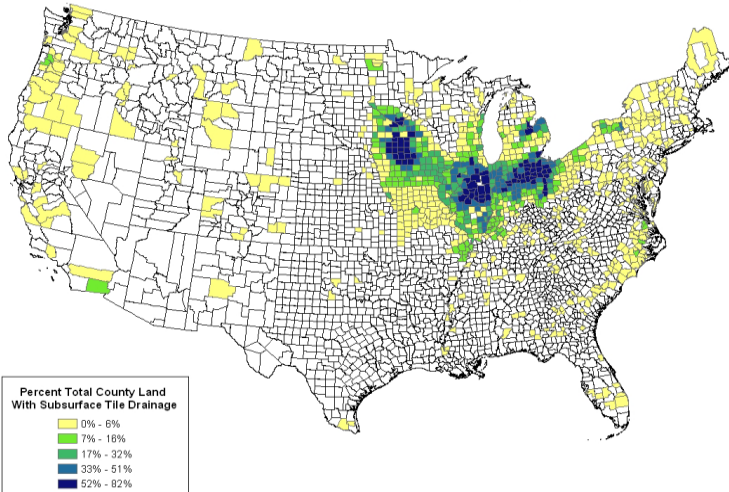 Percent Total County Land
With Subsurface Tile Drainage
0% - 6%
7% - 16%
17% - 32%
33% - 51%
52% - 82%